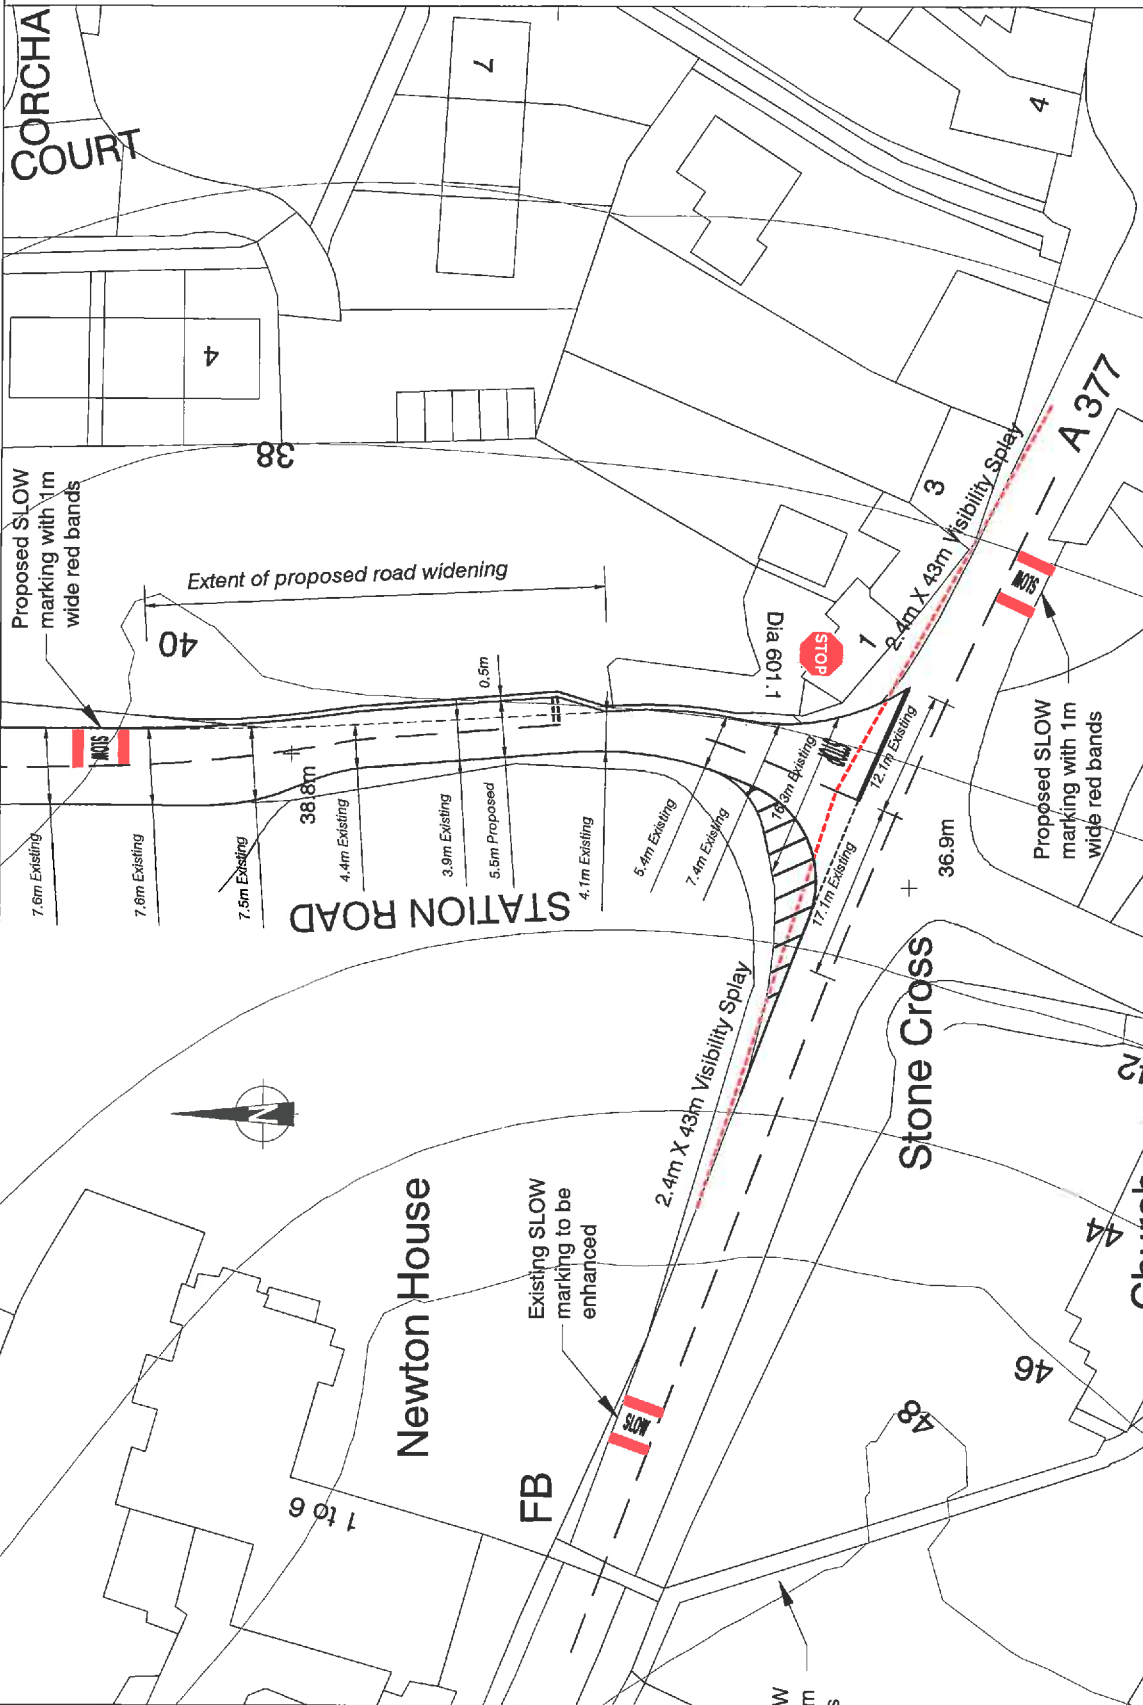 CORCHA
COURT
7
4
4
38
Proposed SLOW
marking with 1m
wide red bands
Extent of proposed road widening
40
SLOW
0.5m
Dia 601.1
STOP
1
3
2.4m X 43m Visibility Splay
A 377
SLOW
Proposed SLOW
marking with 1m
wide red bands
STOP
38.8m
7.6m Existing
7.6m Existing
7.5m Existing
4.4m Existing
3.9m Existing
5.5m Proposed
4.1m Existing
5.4m Existing
7.4m Existing
16.3m Existing
12.1m Existing
17.1m Existing
36.9m
STATION ROAD
Stone Cross
2.4m X 43m Visibility Splay
N
Newton House
Existing SLOW
marking to be
enhanced
SLOW
FB
1 to 6
42
44
46
48
Church